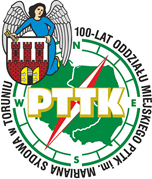 100-LAT ODDZIAŁU MIEJSKIEGO PTTK im. MARIANA SYDOWA W TORUNIU
N
W PTTK E
S